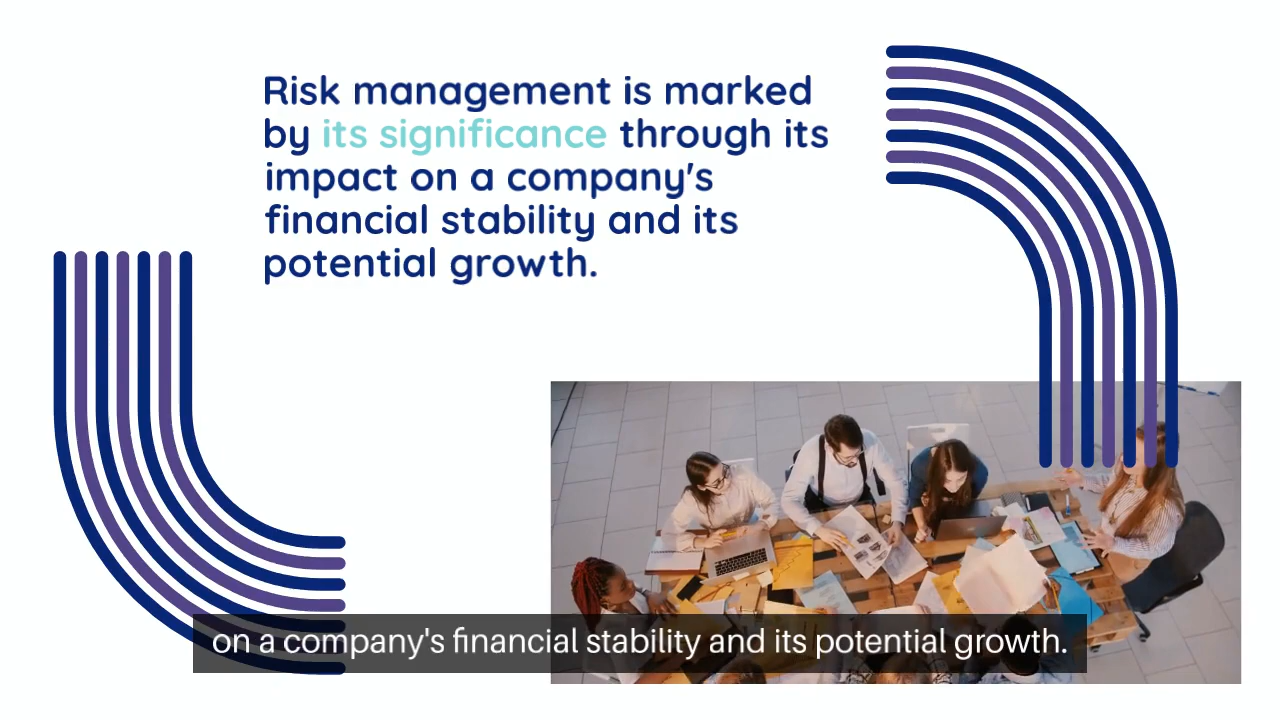 Risk management is marked
by its significance through its
impact on a company's
financial stability and its
potential growth.
on a company's financial stability and its potential growth.